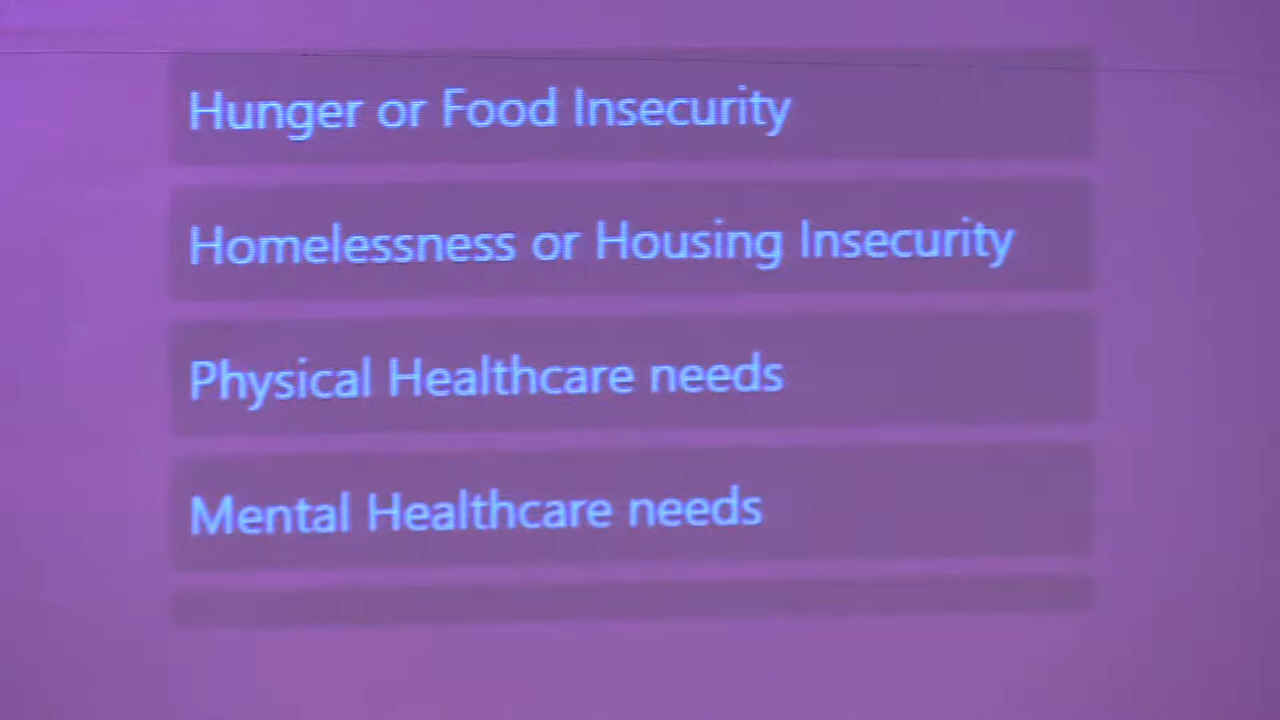 Hunger or Food Insecurity
Homelessness or Housing Insecurity
Physical Healthcare needs
Mental Healthcare needs